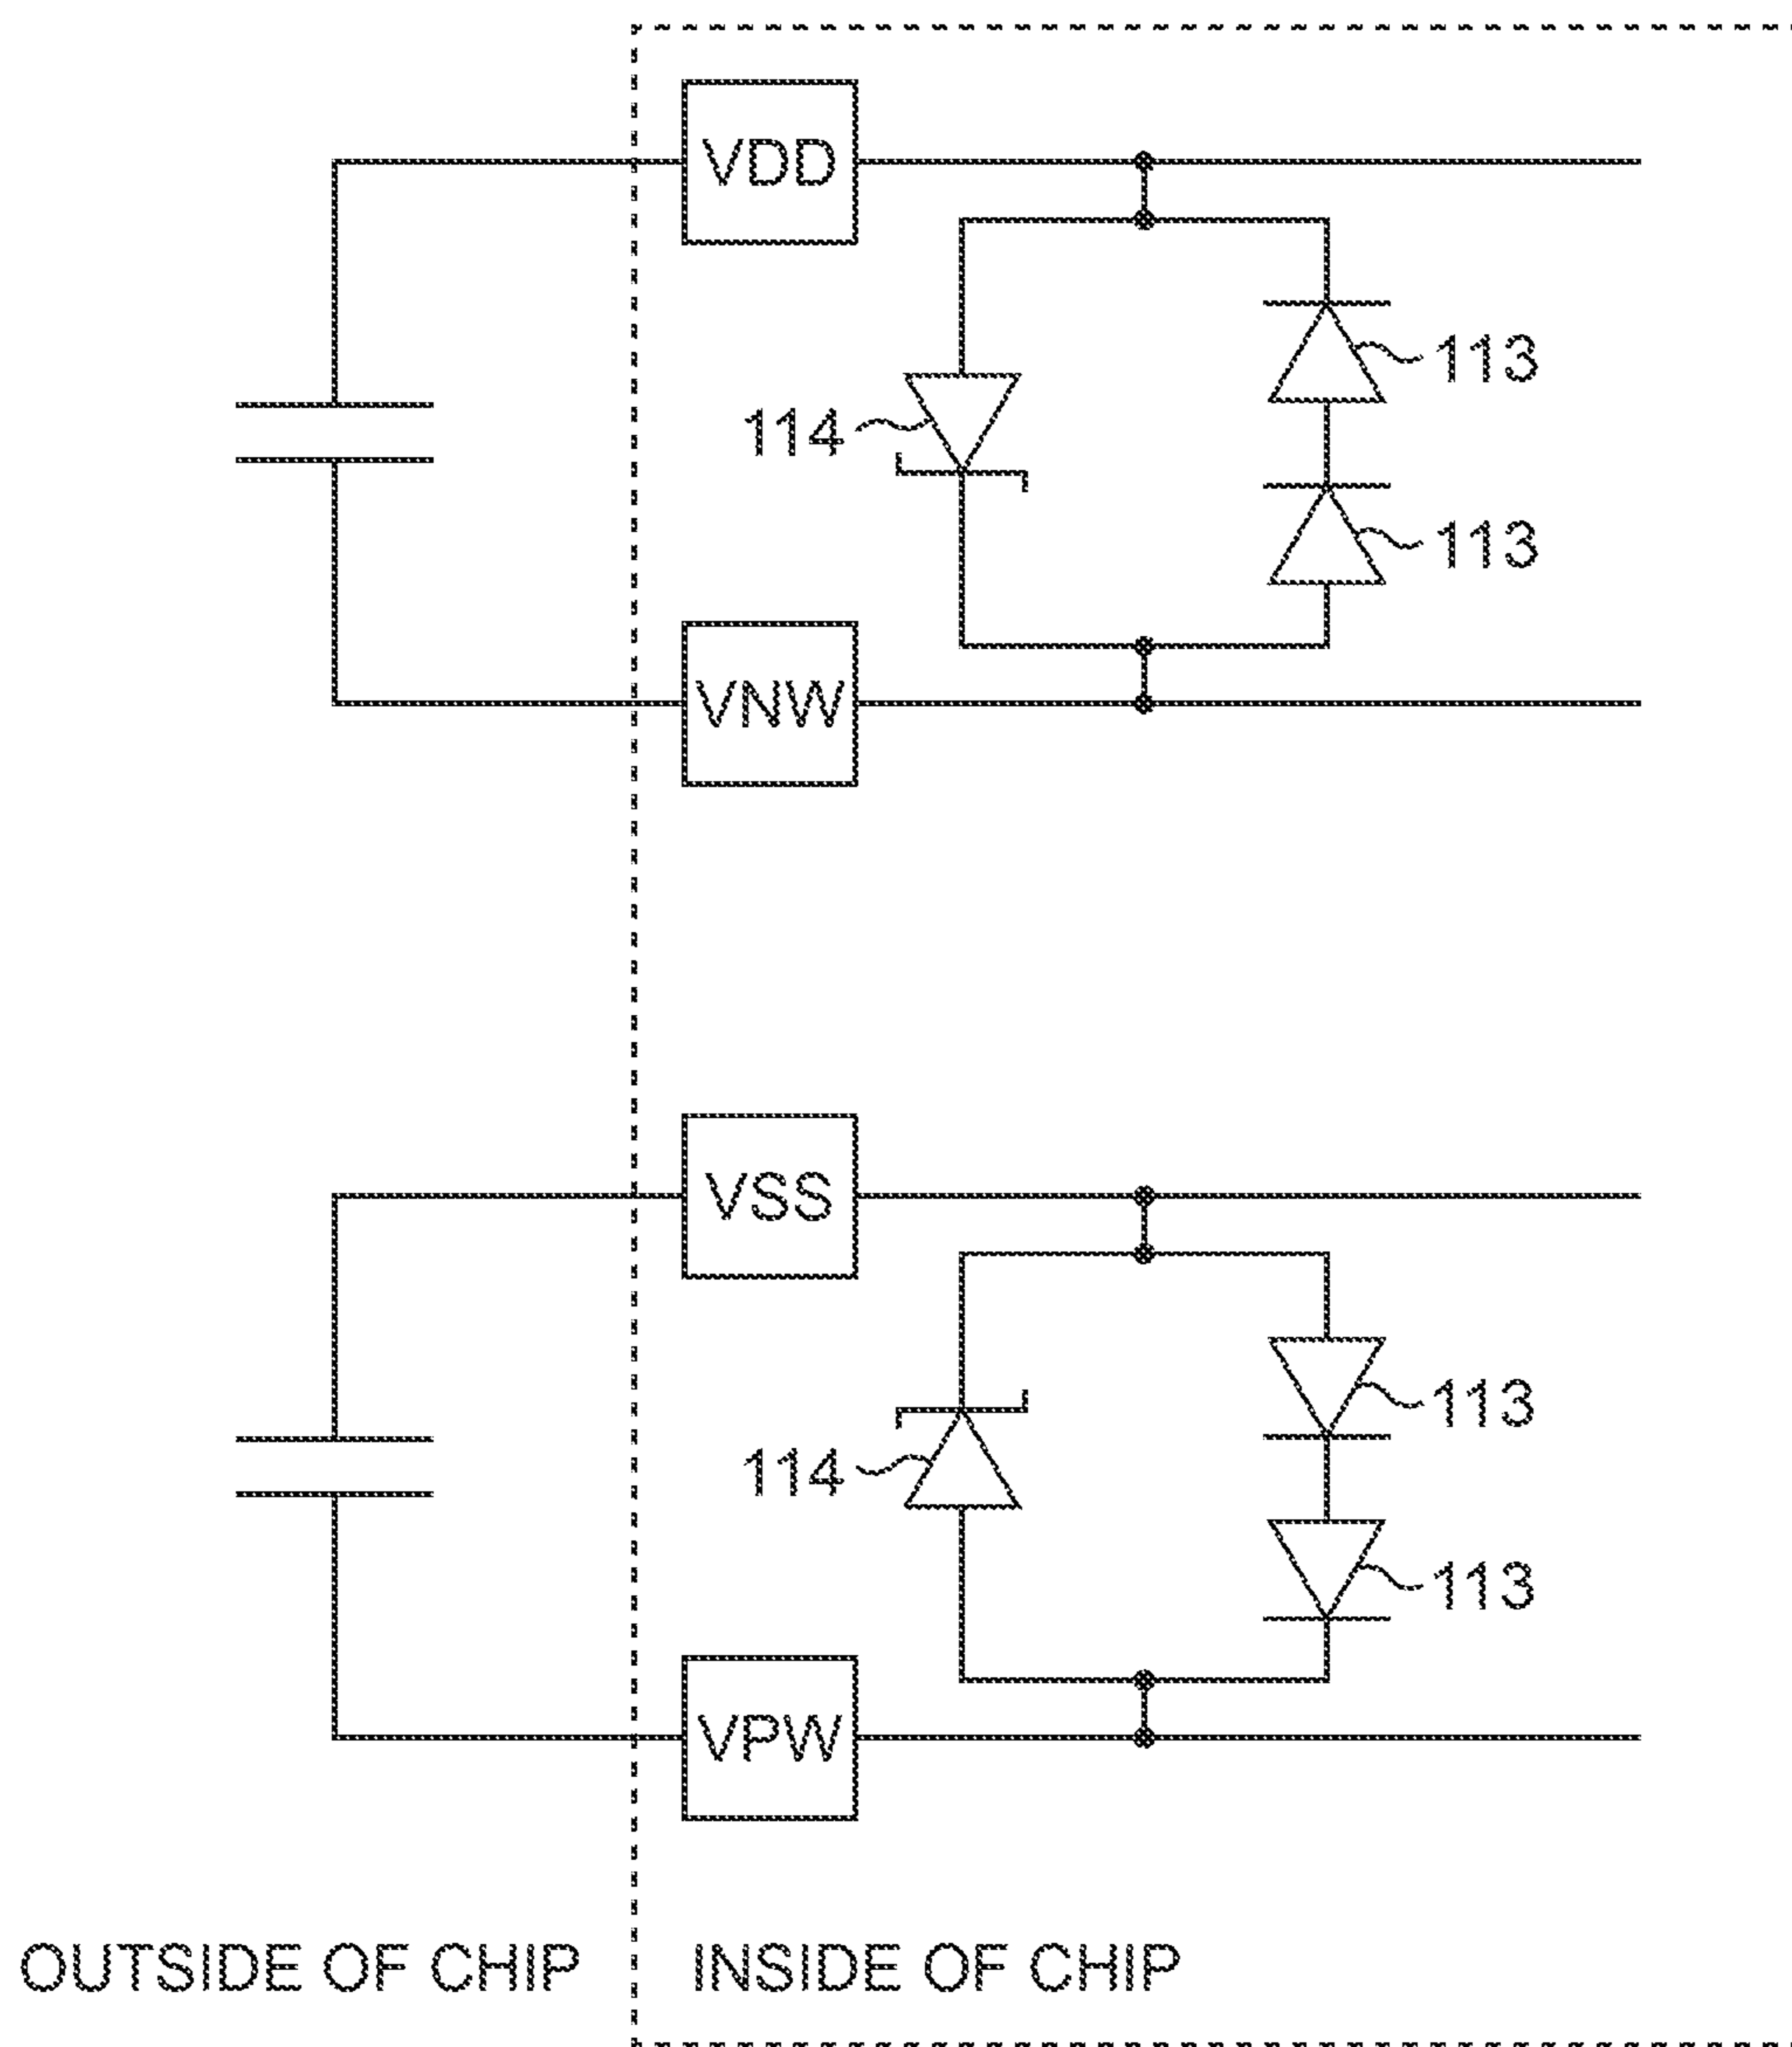 VDD
113
114
113
VNW
VSS
113
114
113
VPW
OUTSIDE OF CHIP
INSIDE OF CHIP